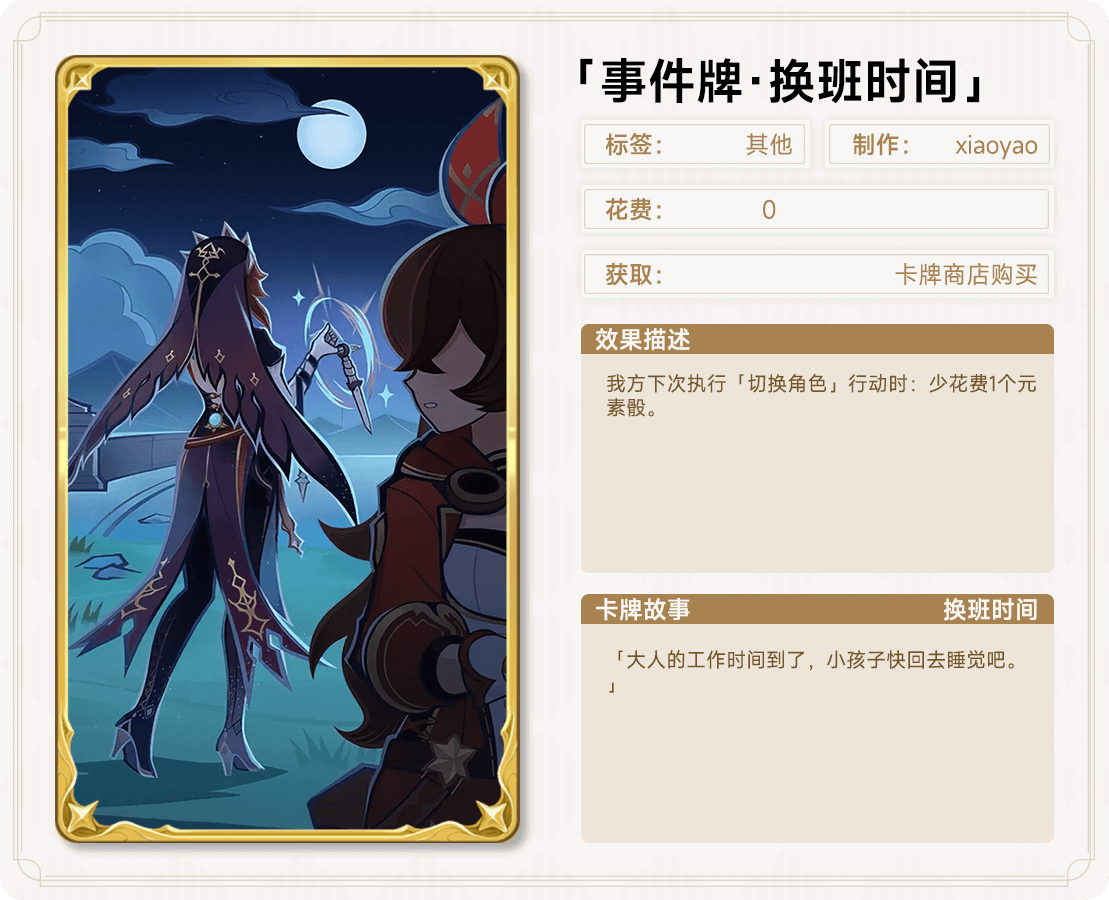 「事件牌·换班时间」
标签： 其他
制作： xiaoyao
花费： 0
获取： 卡牌商店购买
效果描述
我方下次执行「切换角色」行动时：少花费1个元
素骰。
卡牌故事 换班时间
「大人的工作时间到了，小孩子快回去睡觉吧。
」